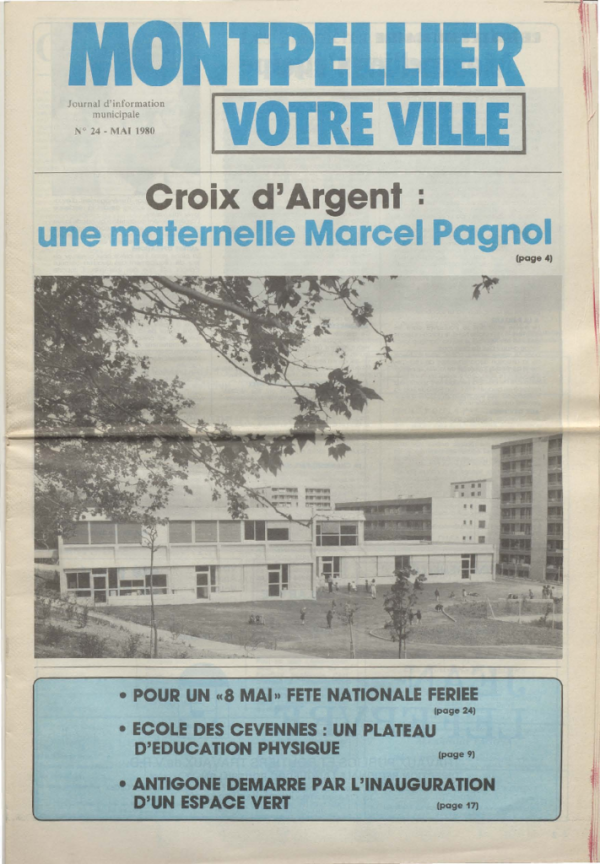 MONTPELLIER
VOTRE VILLE
Journal d'information
municipale
N° 24 - MAI 1980
Croix d'Argent :
une maternelle Marcel Pagnol
(page 4)
• POUR UN «8 MAI» FETE NATIONALE FERIEE
(page 24)
• ECOLE DES CEVENNES : UN PLATEAU
D'EDUCATION PHYSIQUE
(page 9)
• ANTIGONE DEMARRE PAR L'INAUGURATION
D'UN ESPACE VERT
(page 17)